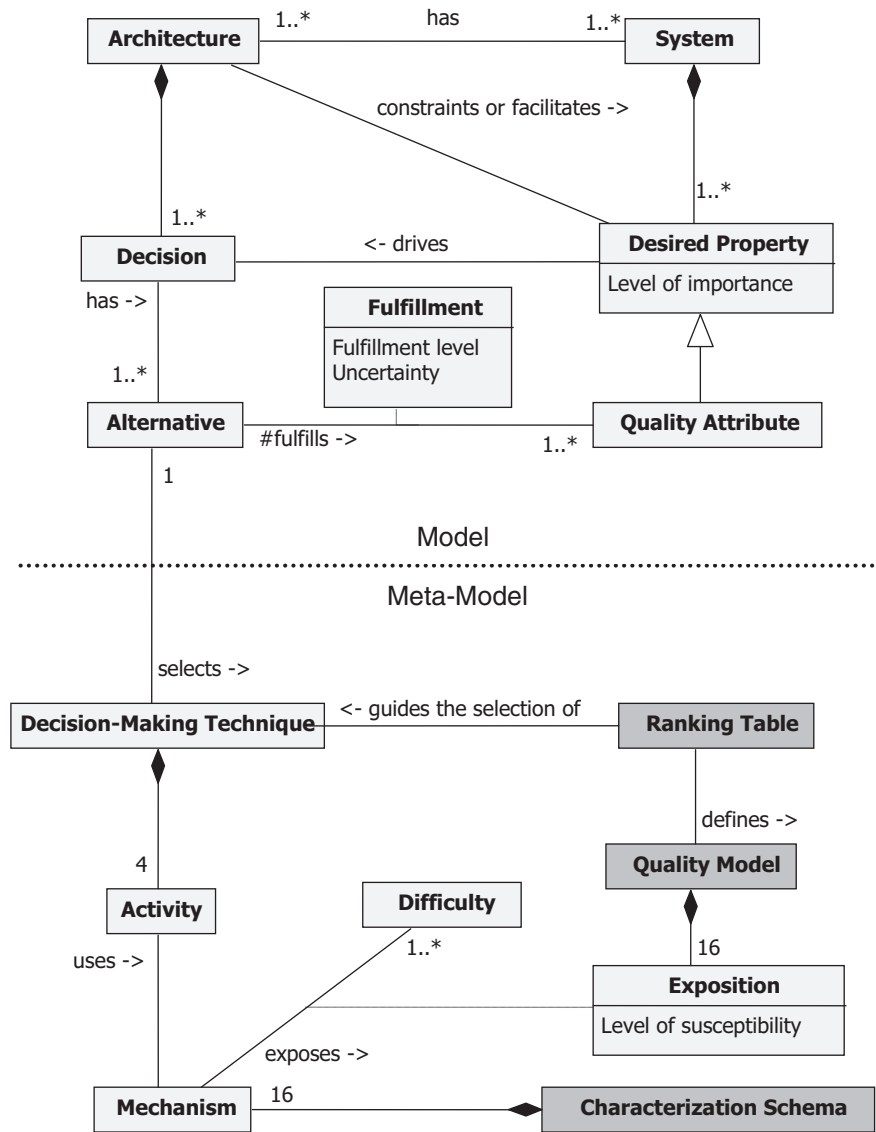 1..* has 1..*
Architecture System
constraints or facilitates ->
1..* 1..*
Decision <- drives Desired Property
has -> Level of importance
Fulfillment
Fulfillment level
Uncertainty
1..*
Alternative Quality Attribute
#fulfills -> 1..*
1
Model
Meta-Model
selects ->
<- guides the selection of
Decision-Making Technique Ranking Table
defines ->
4 Quality Model
Activity Difficulty
1..* 16
uses -> Exposition
Level of susceptibility
exposes ->
16
Mechanism Characterization Schema